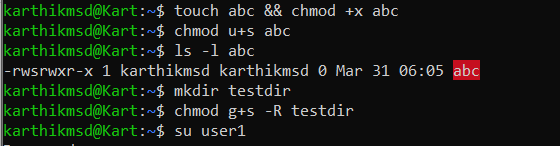 karthikmsd@Kart:~$ touch abc && chmod +x abc
karthikmsd@Kart:~$ chmod u+s abc
karthikmsd@Kart:~$ ls -l abc
-rwsrwxr-x 1 karthikmsd karthikmsd 0 Mar 31 06:05 abc
karthikmsd@Kart:~$ mkdir testdir
karthikmsd@Kart:~$ chmod g+s -R testdir
karthikmsd@Kart:~$ su user1